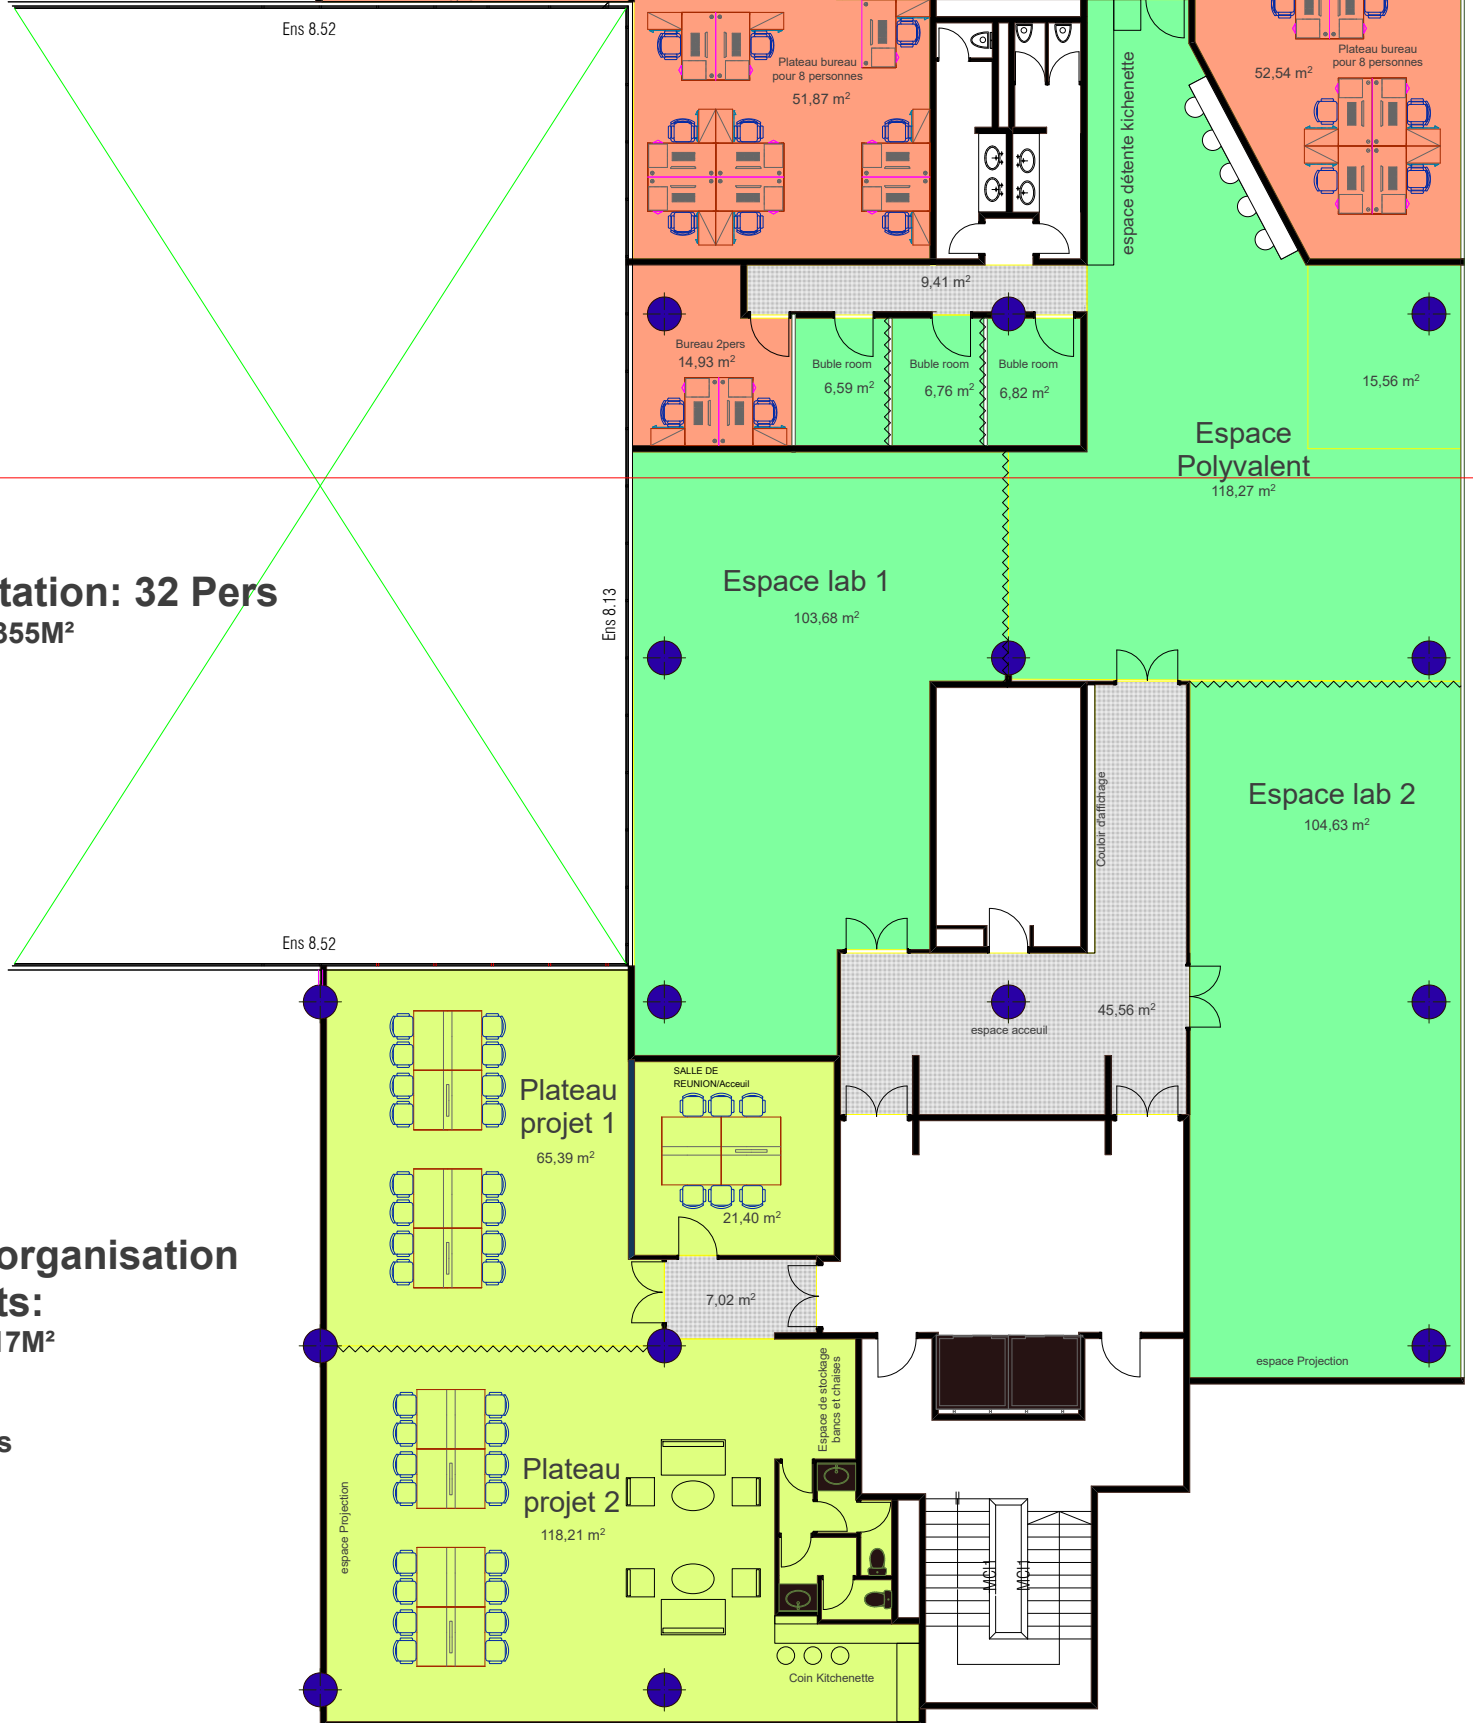 Ens 8.52
Plateau bureau
pour 8 personnes
51,87 m²
espace détente kichenette
Plateau bureau
pour 8 personnes
52,54 m²
9,41 m²
Bureau 2pers
14,93 m²
Buble room
6,59 m²
Buble room
6,76 m²
Buble room
6,82 m²
15,56 m²
Espace
Polyvalent
118,27 m²
tation: 32 Pers
355M²
Ens 8.13
Espace lab 1
103,68 m²
Couloir d'affichage
Espace lab 2
104,63 m²
Ens 8.52
45,56 m²
espace acceuil
Plateau
projet 1
65,39 m²
SALLE DE
REUNION/Acceuil
21,40 m²
organisation
ts:
17M²
s
7,02 m²
espace Projection
Espace de stockage
bancs et chaises
Plateau
projet 2
118,21 m²
espace Projection
MCI1
MCI1
Coin Kitchenette